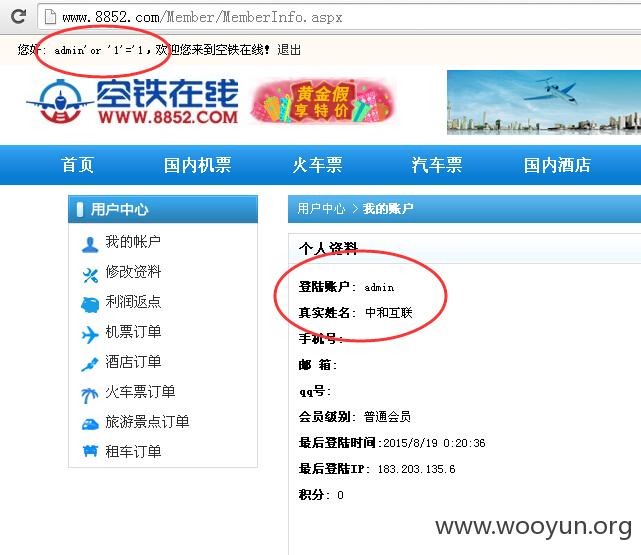 www.8852.com/Member/MemberInfo.aspx
您好: admin'or '1'='1，欢迎您来到空铁在线! 退出
空铁在线
WWW.8852.COM
黄金假
享特价
首页 国内机票 火车票 汽车票 国内酒店
用户中心
我的帐户
修改资料
利润返点
机票订单
酒店订单
火车票订单
旅游景点订单
租车订单
用户中心 > 我的账户
个人资料
登陆账户: admin
真实姓名: 中和互联
手机号:
邮 箱:
qq号:
会员级别: 普通会员
最后登陆时间:2015/8/19 0:20:36
最后登陆IP: 183.203.135.6
积分: 0
www.wooyun.org